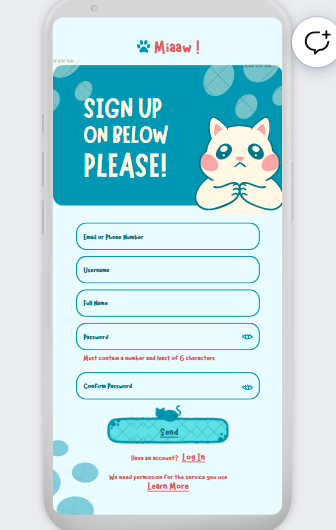 Miaaw !
SIGN UP
ON BELOW
PLEASE!
Email or Phone Number
Username
Full Name
Password
Must contain a number and least of 6 characters
Confirm Password
Send
Have an account? Log In
We need permission for the service you use
Learn More